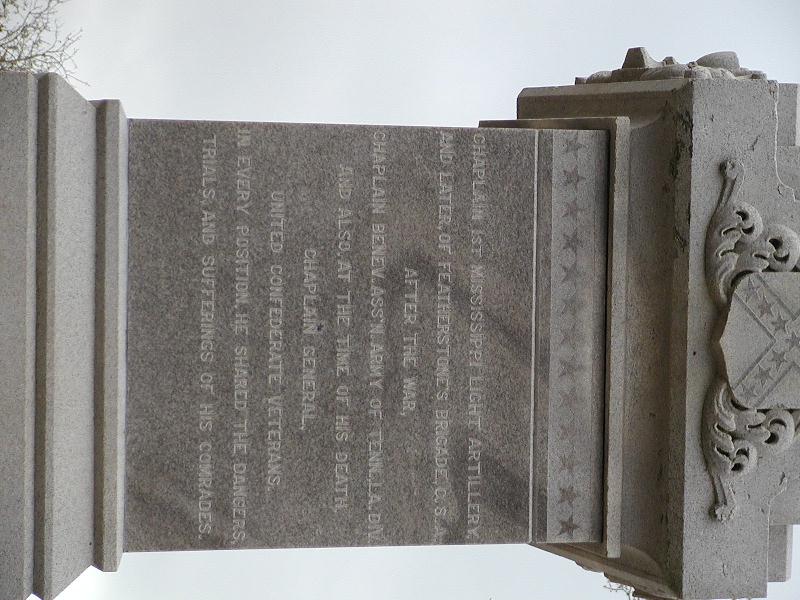 CHAPLAIN 1ST MISSISSIPPI LIGHT ARTILLERY
AND LATER, OF FEATHERSTONE'S BRIGADE, C.S.A.
AFTER THE WAR,
CHAPLAIN BENEV. ASS'N. ARMY OF TENN., LA. DIV.
AND ALSO, AT THE TIME OF HIS DEATH,
CHAPLAIN GENERAL,
UNITED CONFEDERATE VETERANS.
IN EVERY POSITION, HE SHARED THE DANGERS
TRIALS, AND SUFFERINGS OF HIS COMRADES.